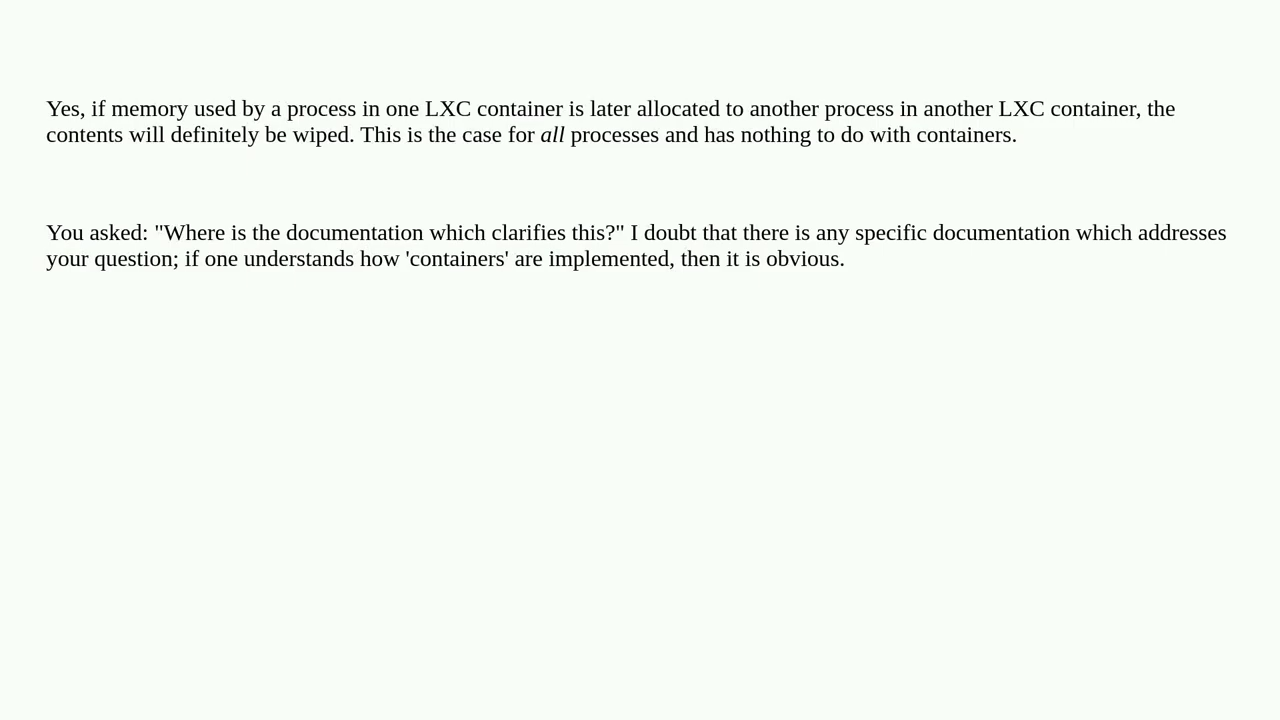 Yes, if memory used by a process in one LXC container is later allocated to another process in another LXC container, the
contents will definitely be wiped. This is the case for all processes and has nothing to do with containers.
You asked: "Where is the documentation which clarifies this?" I doubt that there is any specific documentation which addresses
your question; if one understands how 'containers' are implemented, then it is obvious.